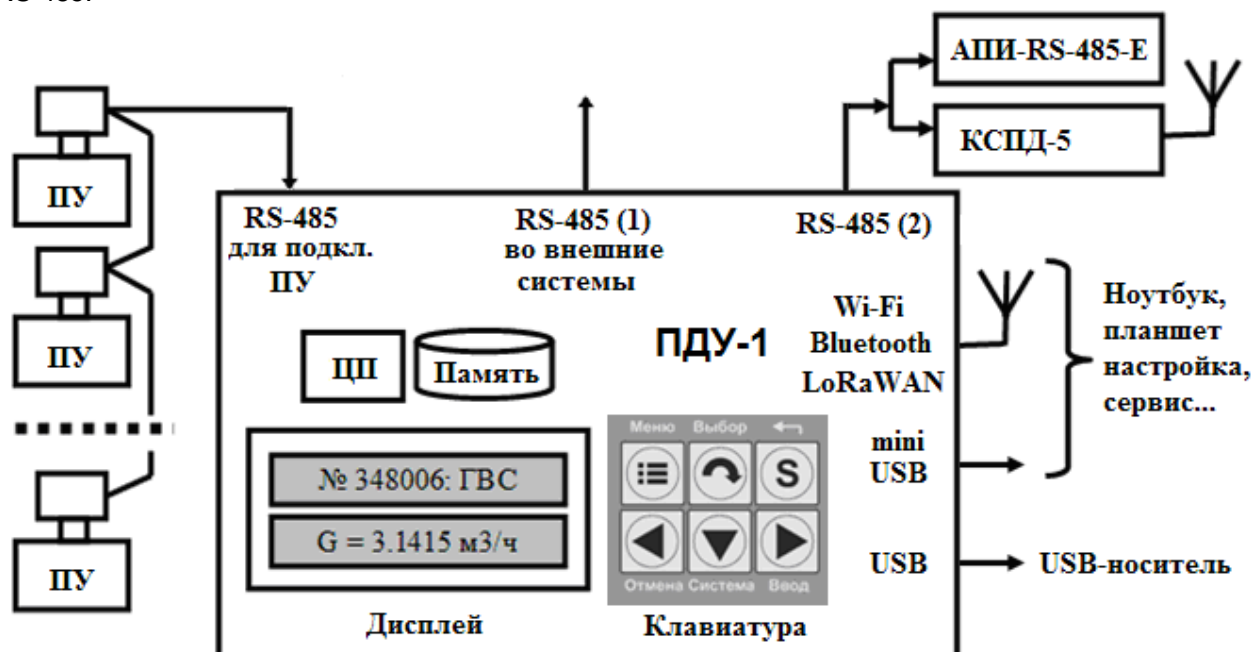 АПИ-RS-485-Е
КСПД-5
ПУ
ПУ
ПУ
RS-485
для подкл.
ПУ
RS-485 (1)
во внешние
системы
RS-485 (2)
ПДУ-1
Wi-Fi
Bluetooth
LoRaWAN
Ноутбук,
планшет
настройка,
сервис...
ЦП
Память
mini
USB
USB
USB-носитель
№ 348006: ГВС
G = 3.1415 м3/ч
Дисплей
Меню Выбор
S
Отмена Система Ввод
Клавиатура